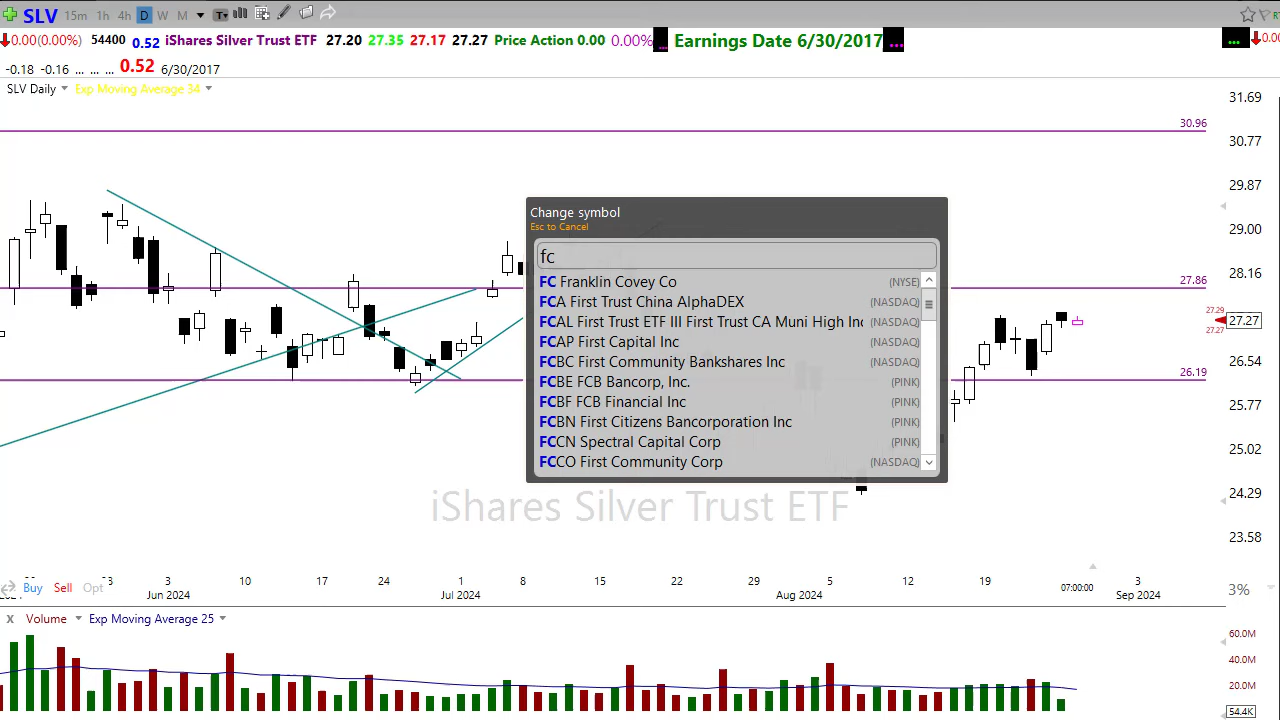 SLV 15m 1h 4h D W M T
0.00(0.00%) 54400 0.52 iShares Silver Trust ETF 27.20 27.35 27.17 27.27 Price Action 0.00 0.00% ... Earnings Date 6/30/2017 ... ...
-0.18 -0.16 ... ... 0.52 6/30/2017
SLV Daily Exp Moving Average 34
31.69
30.96
30.77
29.87
29.00
28.16
27.86
27.29
27.27
27.27
26.54
26.19
25.77
25.02
24.29
23.58
Change symbol
Esc to Cancel
fc
FC Franklin Covey Co (NYSE)
FCA First Trust China AlphaDEX (NASDAQ)
FCAL First Trust ETF III First Trust CA Muni High Inc (NASDAQ)
FCAP First Capital Inc (NASDAQ)
FCBC First Community Bankshares Inc (NASDAQ)
FCBE FCB Bancorp, Inc. (PINK)
FCBF FCB Financial Inc (PINK)
FCBN First Citizens Bancorporation Inc (PINK)
FCCN Spectral Capital Corp (PINK)
FCCO First Community Corp (NASDAQ)
iShares Silver Trust ETF
Buy Sell Opt
3 10 17 24 1 8 15 22 29 5 12 19 07:00:00 3
Jun 2024 Jul 2024 Aug 2024 Sep 2024
3%
X Volume Exp Moving Average 25
60.0M
40.0M
20.0M
54.4K